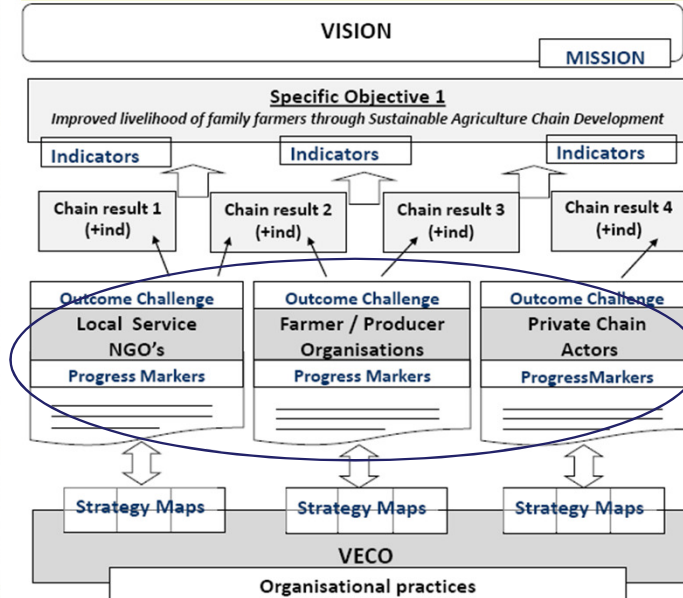 VISION
MISSION
Specific Objective 1
Improved livelihood of family farmers through Sustainable Agriculture Chain Development
Indicators
Indicators
Indicators
Chain result 1
(+ind)
Chain result 2
(+ind)
Chain result 3
(+ind)
Chain result 4
(+ind)
Outcome Challenge
Local Service
NGO's
Progress Markers
Outcome Challenge
Farmer / Producer
Organisations
Progress Markers
Outcome Challenge
Private Chain
Actors
ProgressMarkers
Strategy Maps
Strategy Maps
Strategy Maps
VECO
Organisational practices